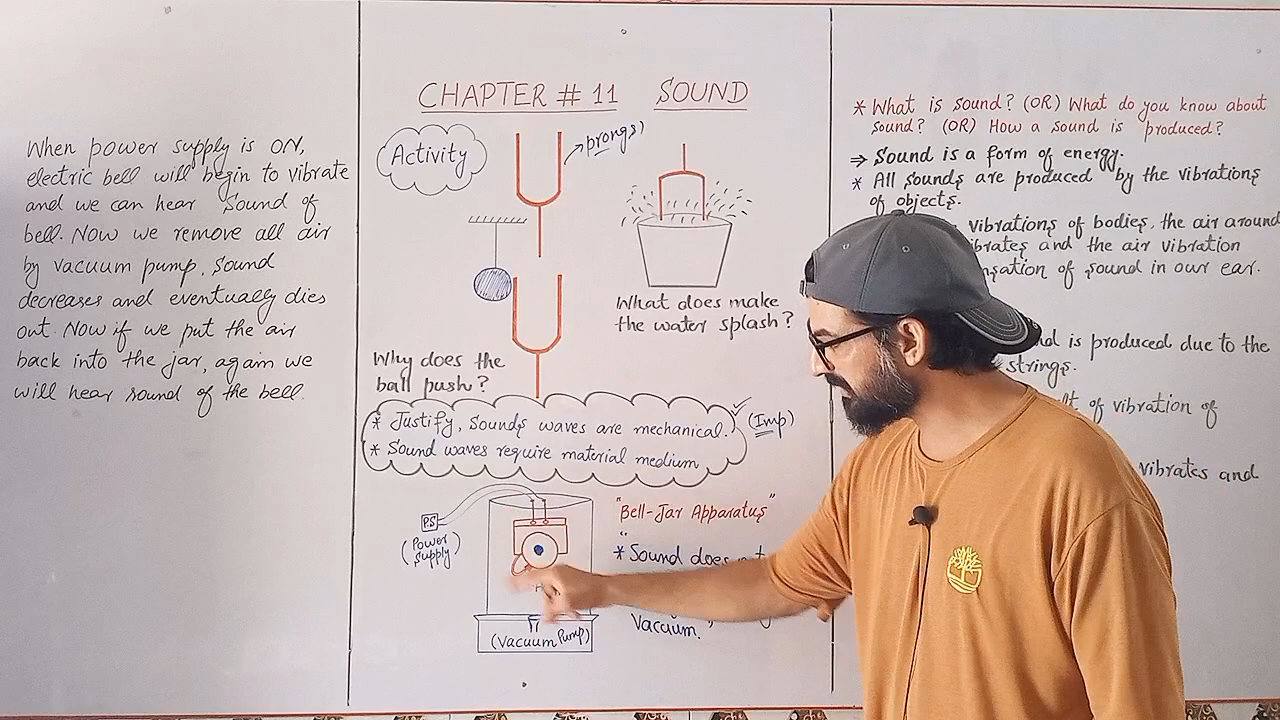 When power supply is ON,
electric bell will begin to vibrate
and we can hear sound of
bell. Now we remove all air
by vacuum pump, sound
decreases and eventually dies
out. Now if we put the air
back into the jar, again we
will hear sound of the bell.
CHAPTER # 11 SOUND
Activity
prongs)
Why does the
ball push?
What does make
the water splash?
* Justify, Sounds waves are mechanical. (Imp)
* Sound waves require material medium
PS
(Power
supply)
(Vacuum Pump)
"Bell-Jar Apparatus"
* Sound does
Vacuum.
* What is sound? (OR) What do you know about
sound? (OR) How a sound is produced?
⇒ Sound is a form of energy.
* All sounds are produced by the vibrations
of objects.
vibrations of bodies, the air around
and the air vibration
of sound in our ear.
is produced due to the
strings.
of vibration of
vibrates and